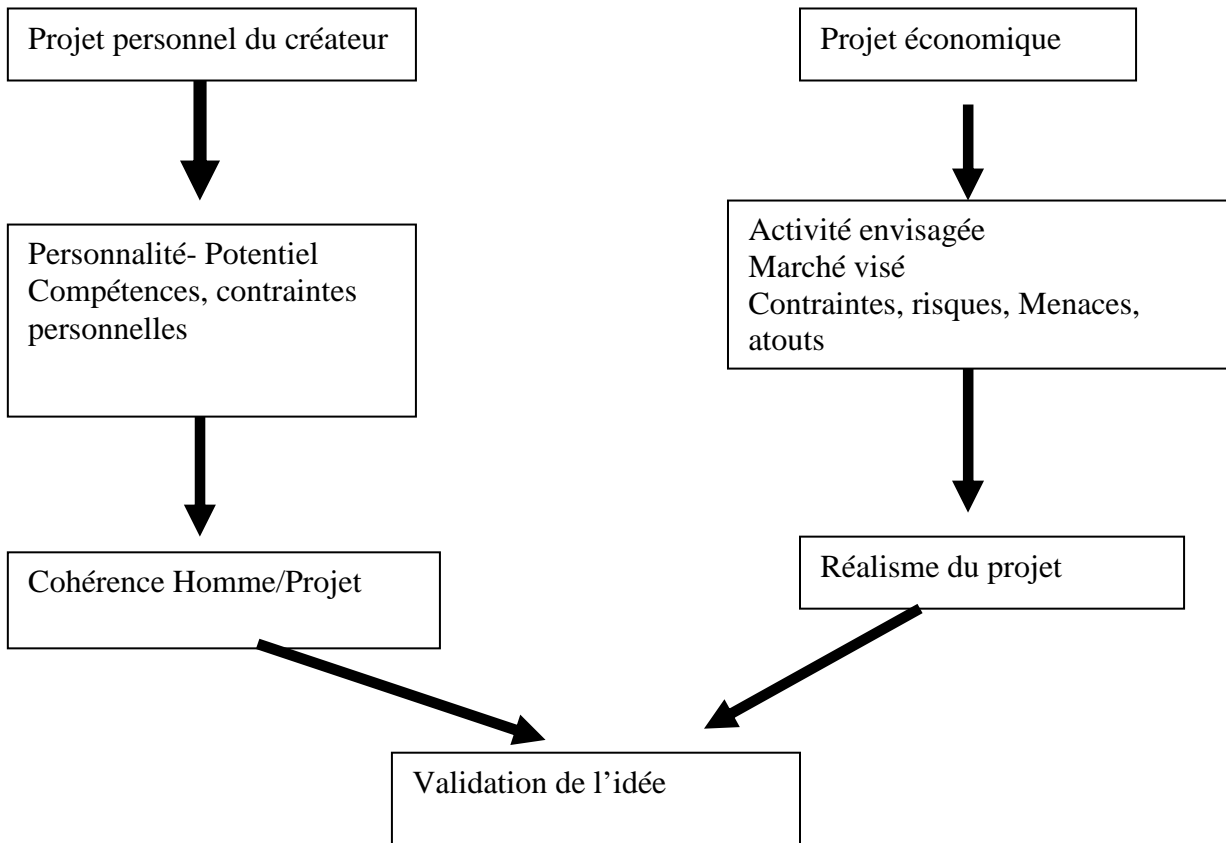 Projet personnel du créateur
Projet économique
Personnalité- Potentiel
Compétences, contraintes
personnelles
Activité envisagée
Marché visé
Contraintes, risques, Menaces,
atouts
Cohérence Homme/Projet
Réalisme du projet
Validation de l’idée